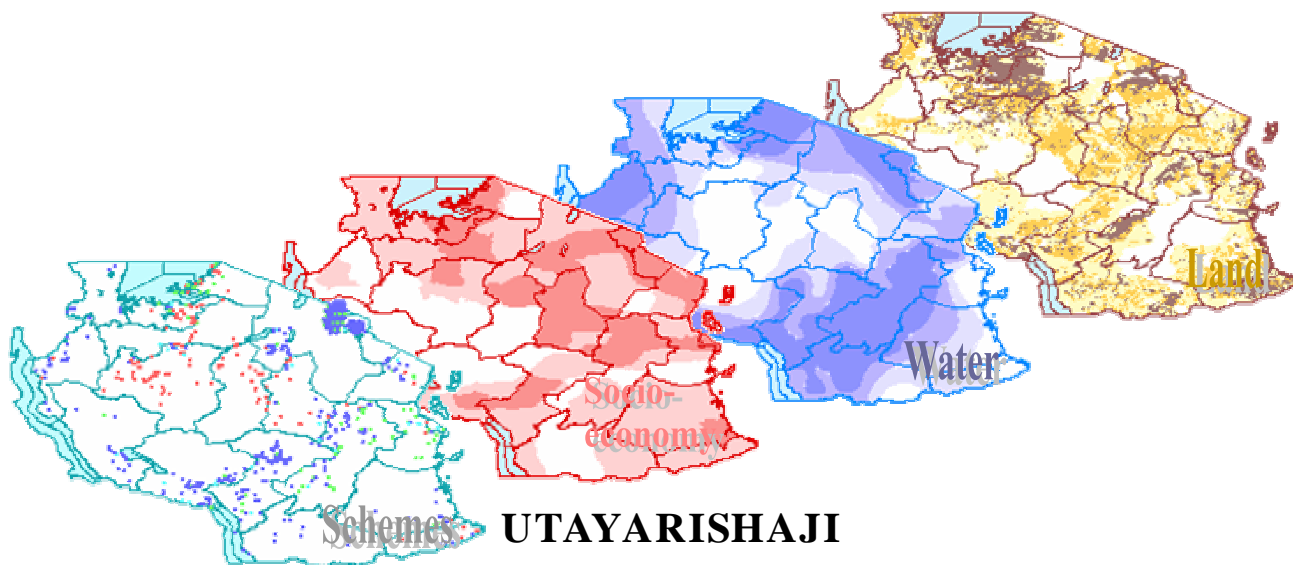 Land
Water
Socio-
economy
Schemes
UTAYARISHAJI